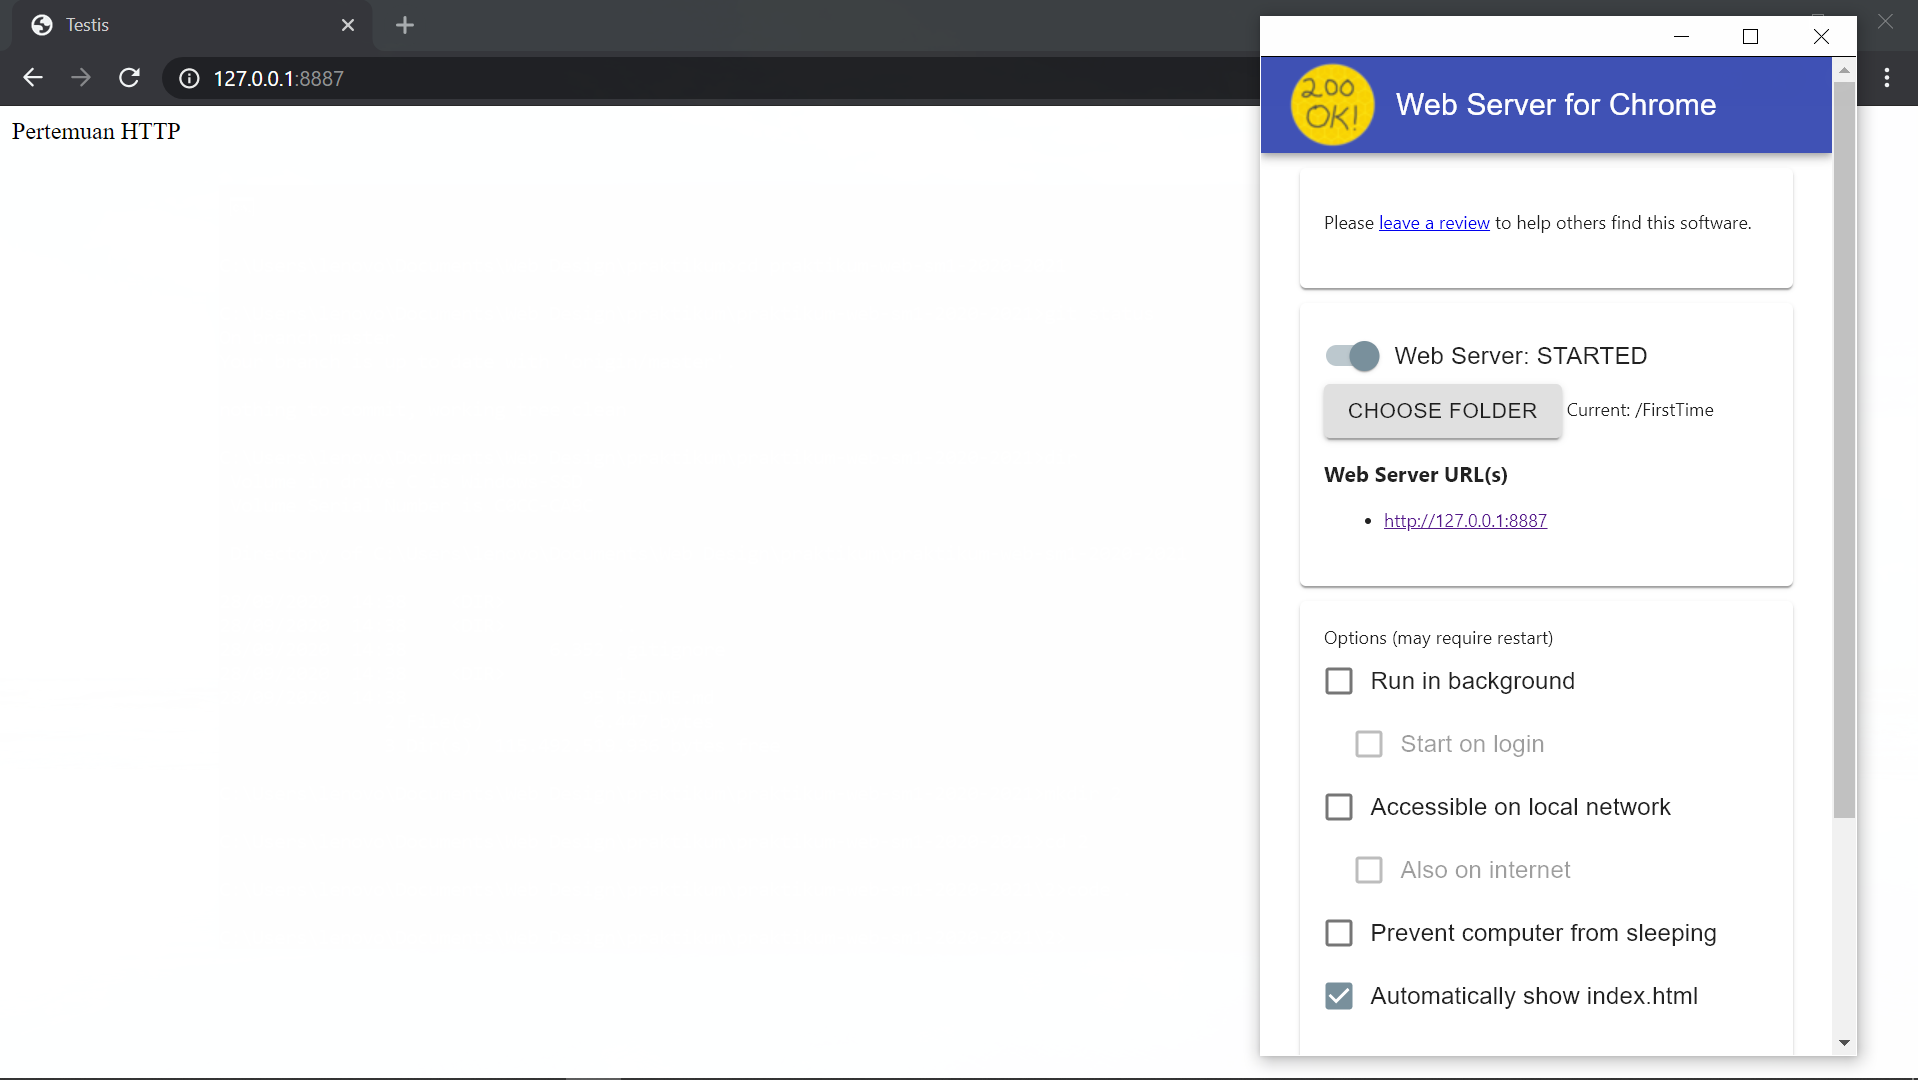 Testis
127.0.0.1:8887
Pertemuan HTTP
200 OK!
Web Server for Chrome
Please leave a review to help others find this software.
Web Server: STARTED
CHOOSE FOLDER Current: /FirstTime
Web Server URL(s)
• http://127.0.0.1:8887
Options (may require restart)
Run in background
Start on login
Accessible on local network
Also on internet
Prevent computer from sleeping
Automatically show index.html